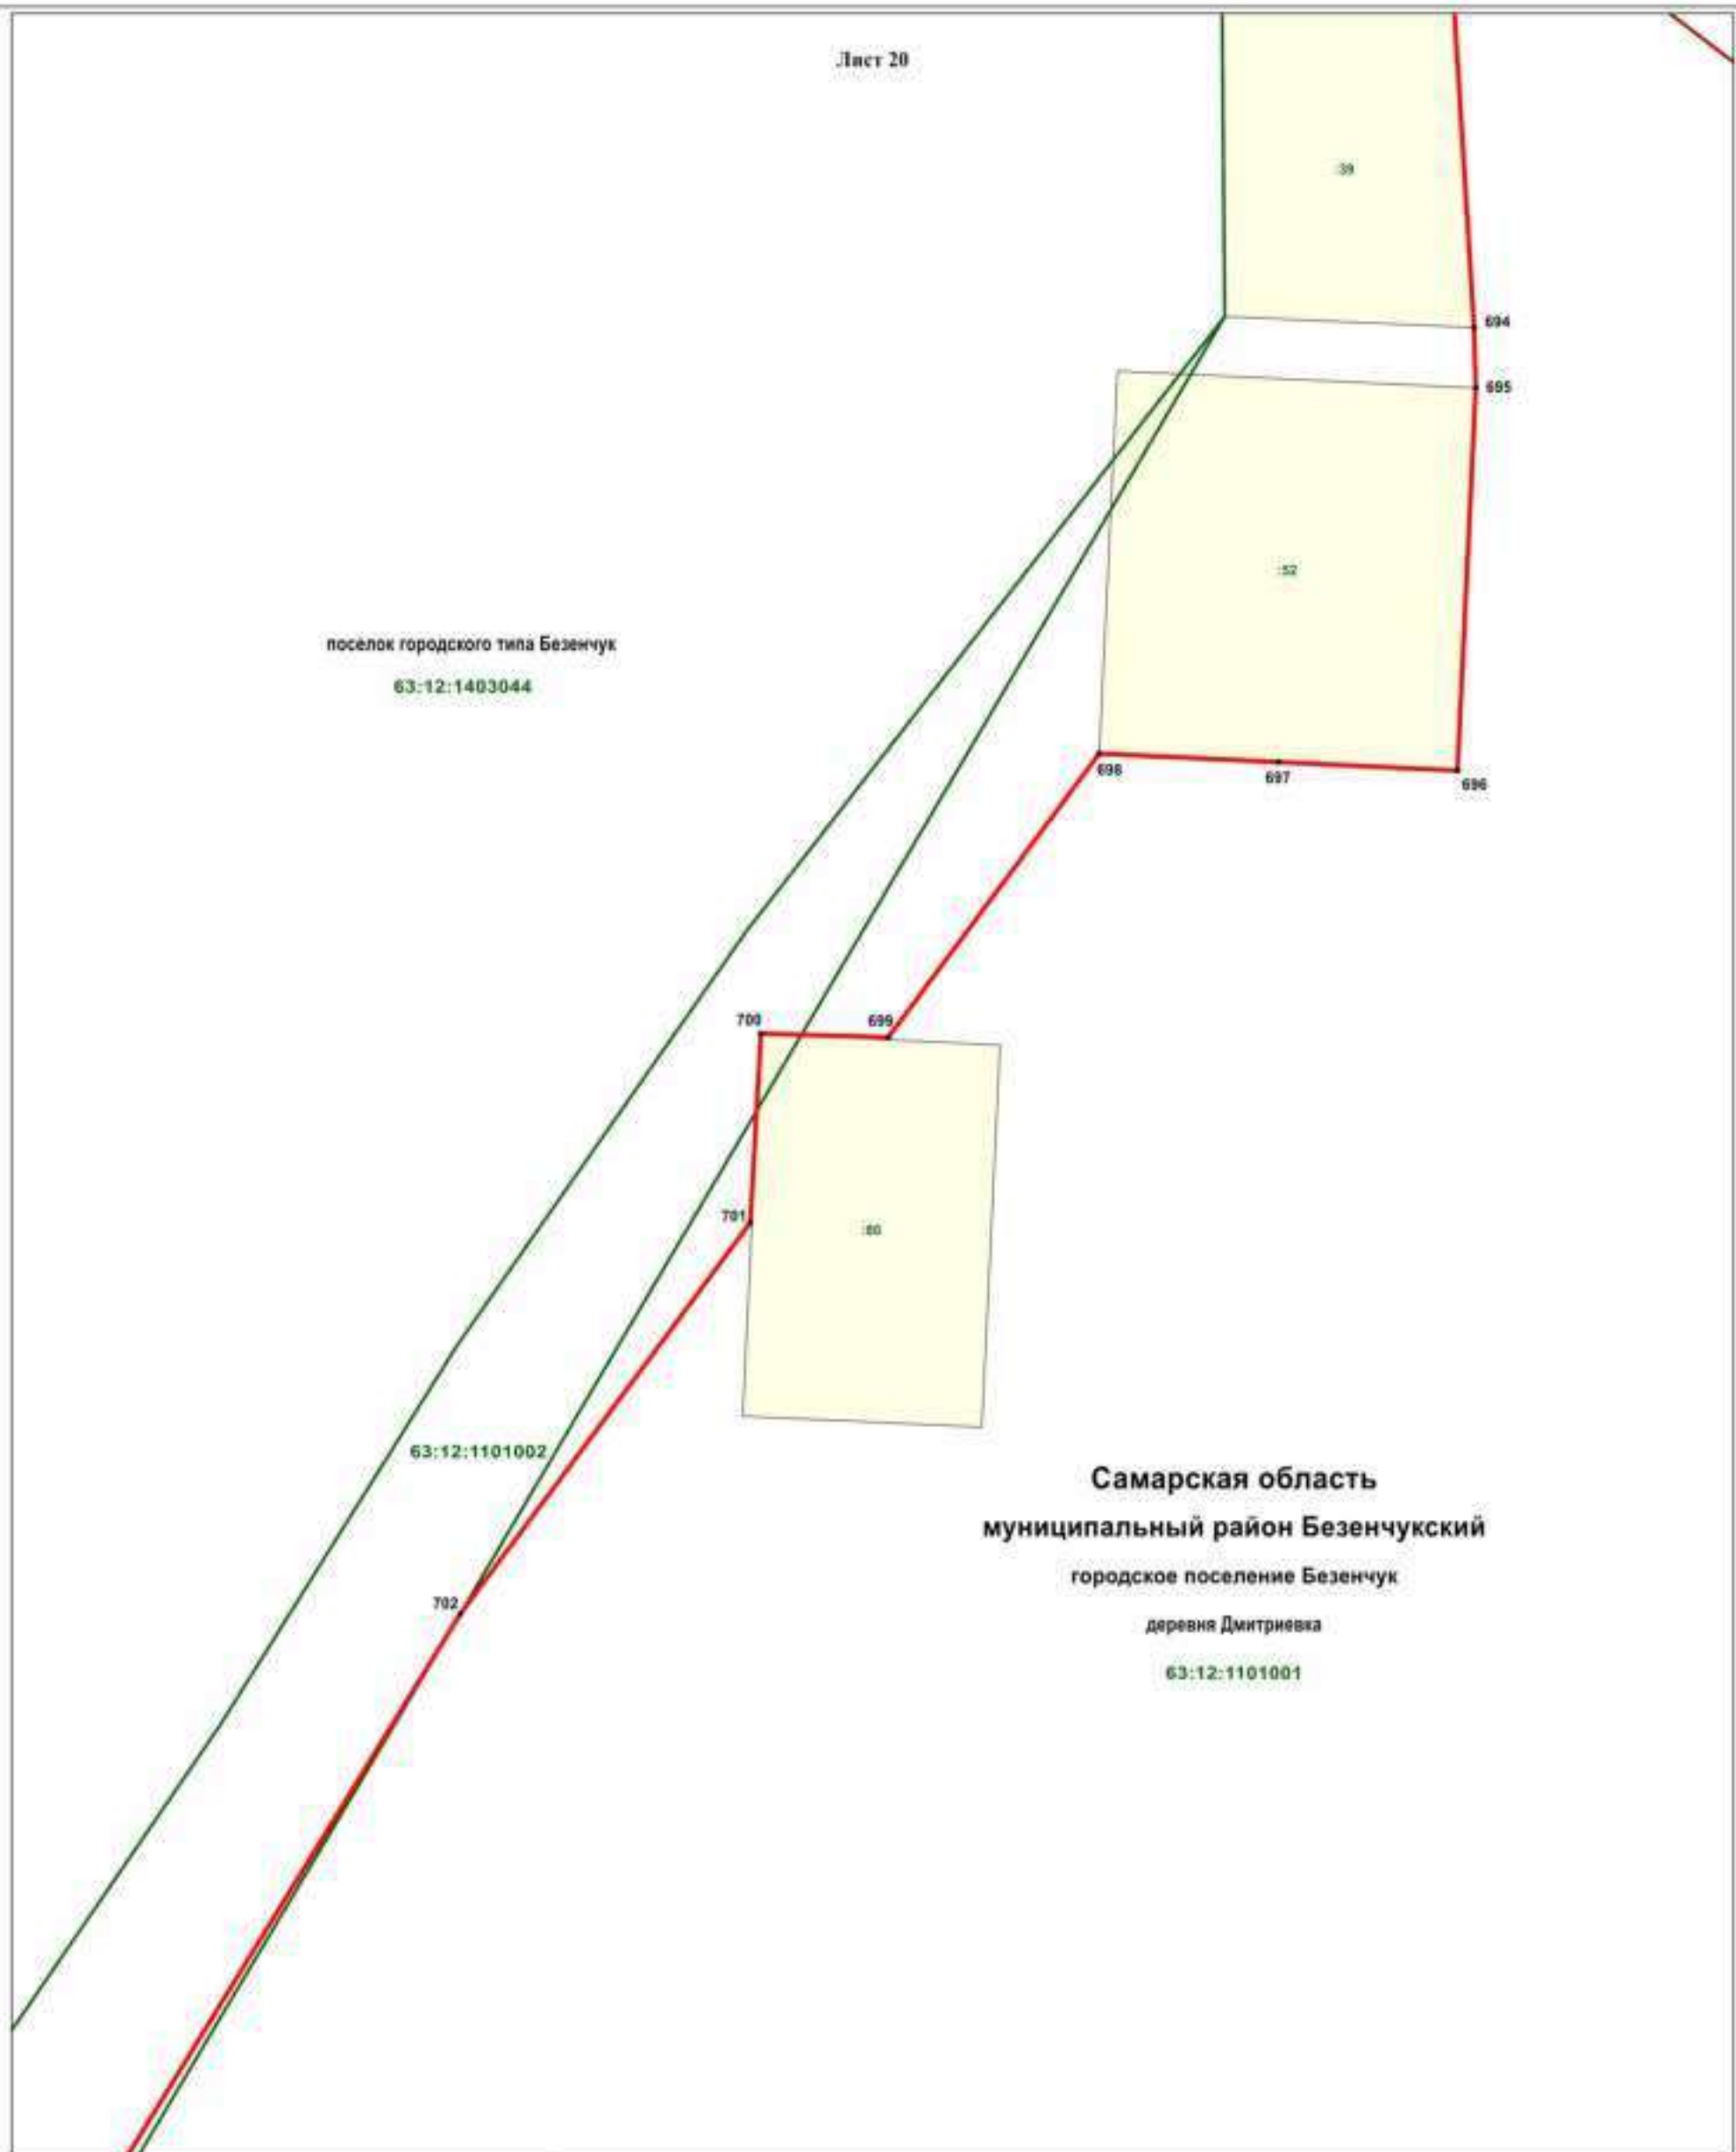 Лист 20
:39
694
695
:52
поселок городского типа Безенчук
63:12:1403044
698
697
696
700
699
701
63:12:1101002
Самарская область
муниципальный район Безенчукский
городское поселение Безенчук
702
деревня Дмитриевка
63:12:1101001